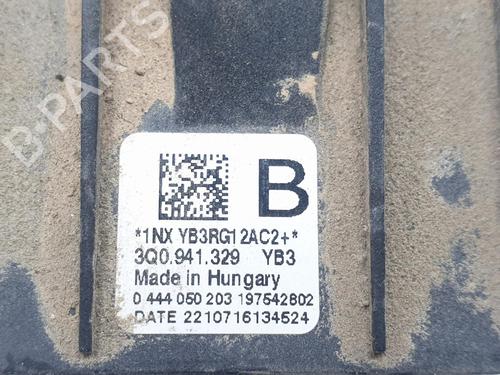 B-PARTS
B
*1NX YB3RG12AC2+*
3Q0.941.329 YB3
Made in Hungary
0 444 050 203 197542802
DATE 2210716134524